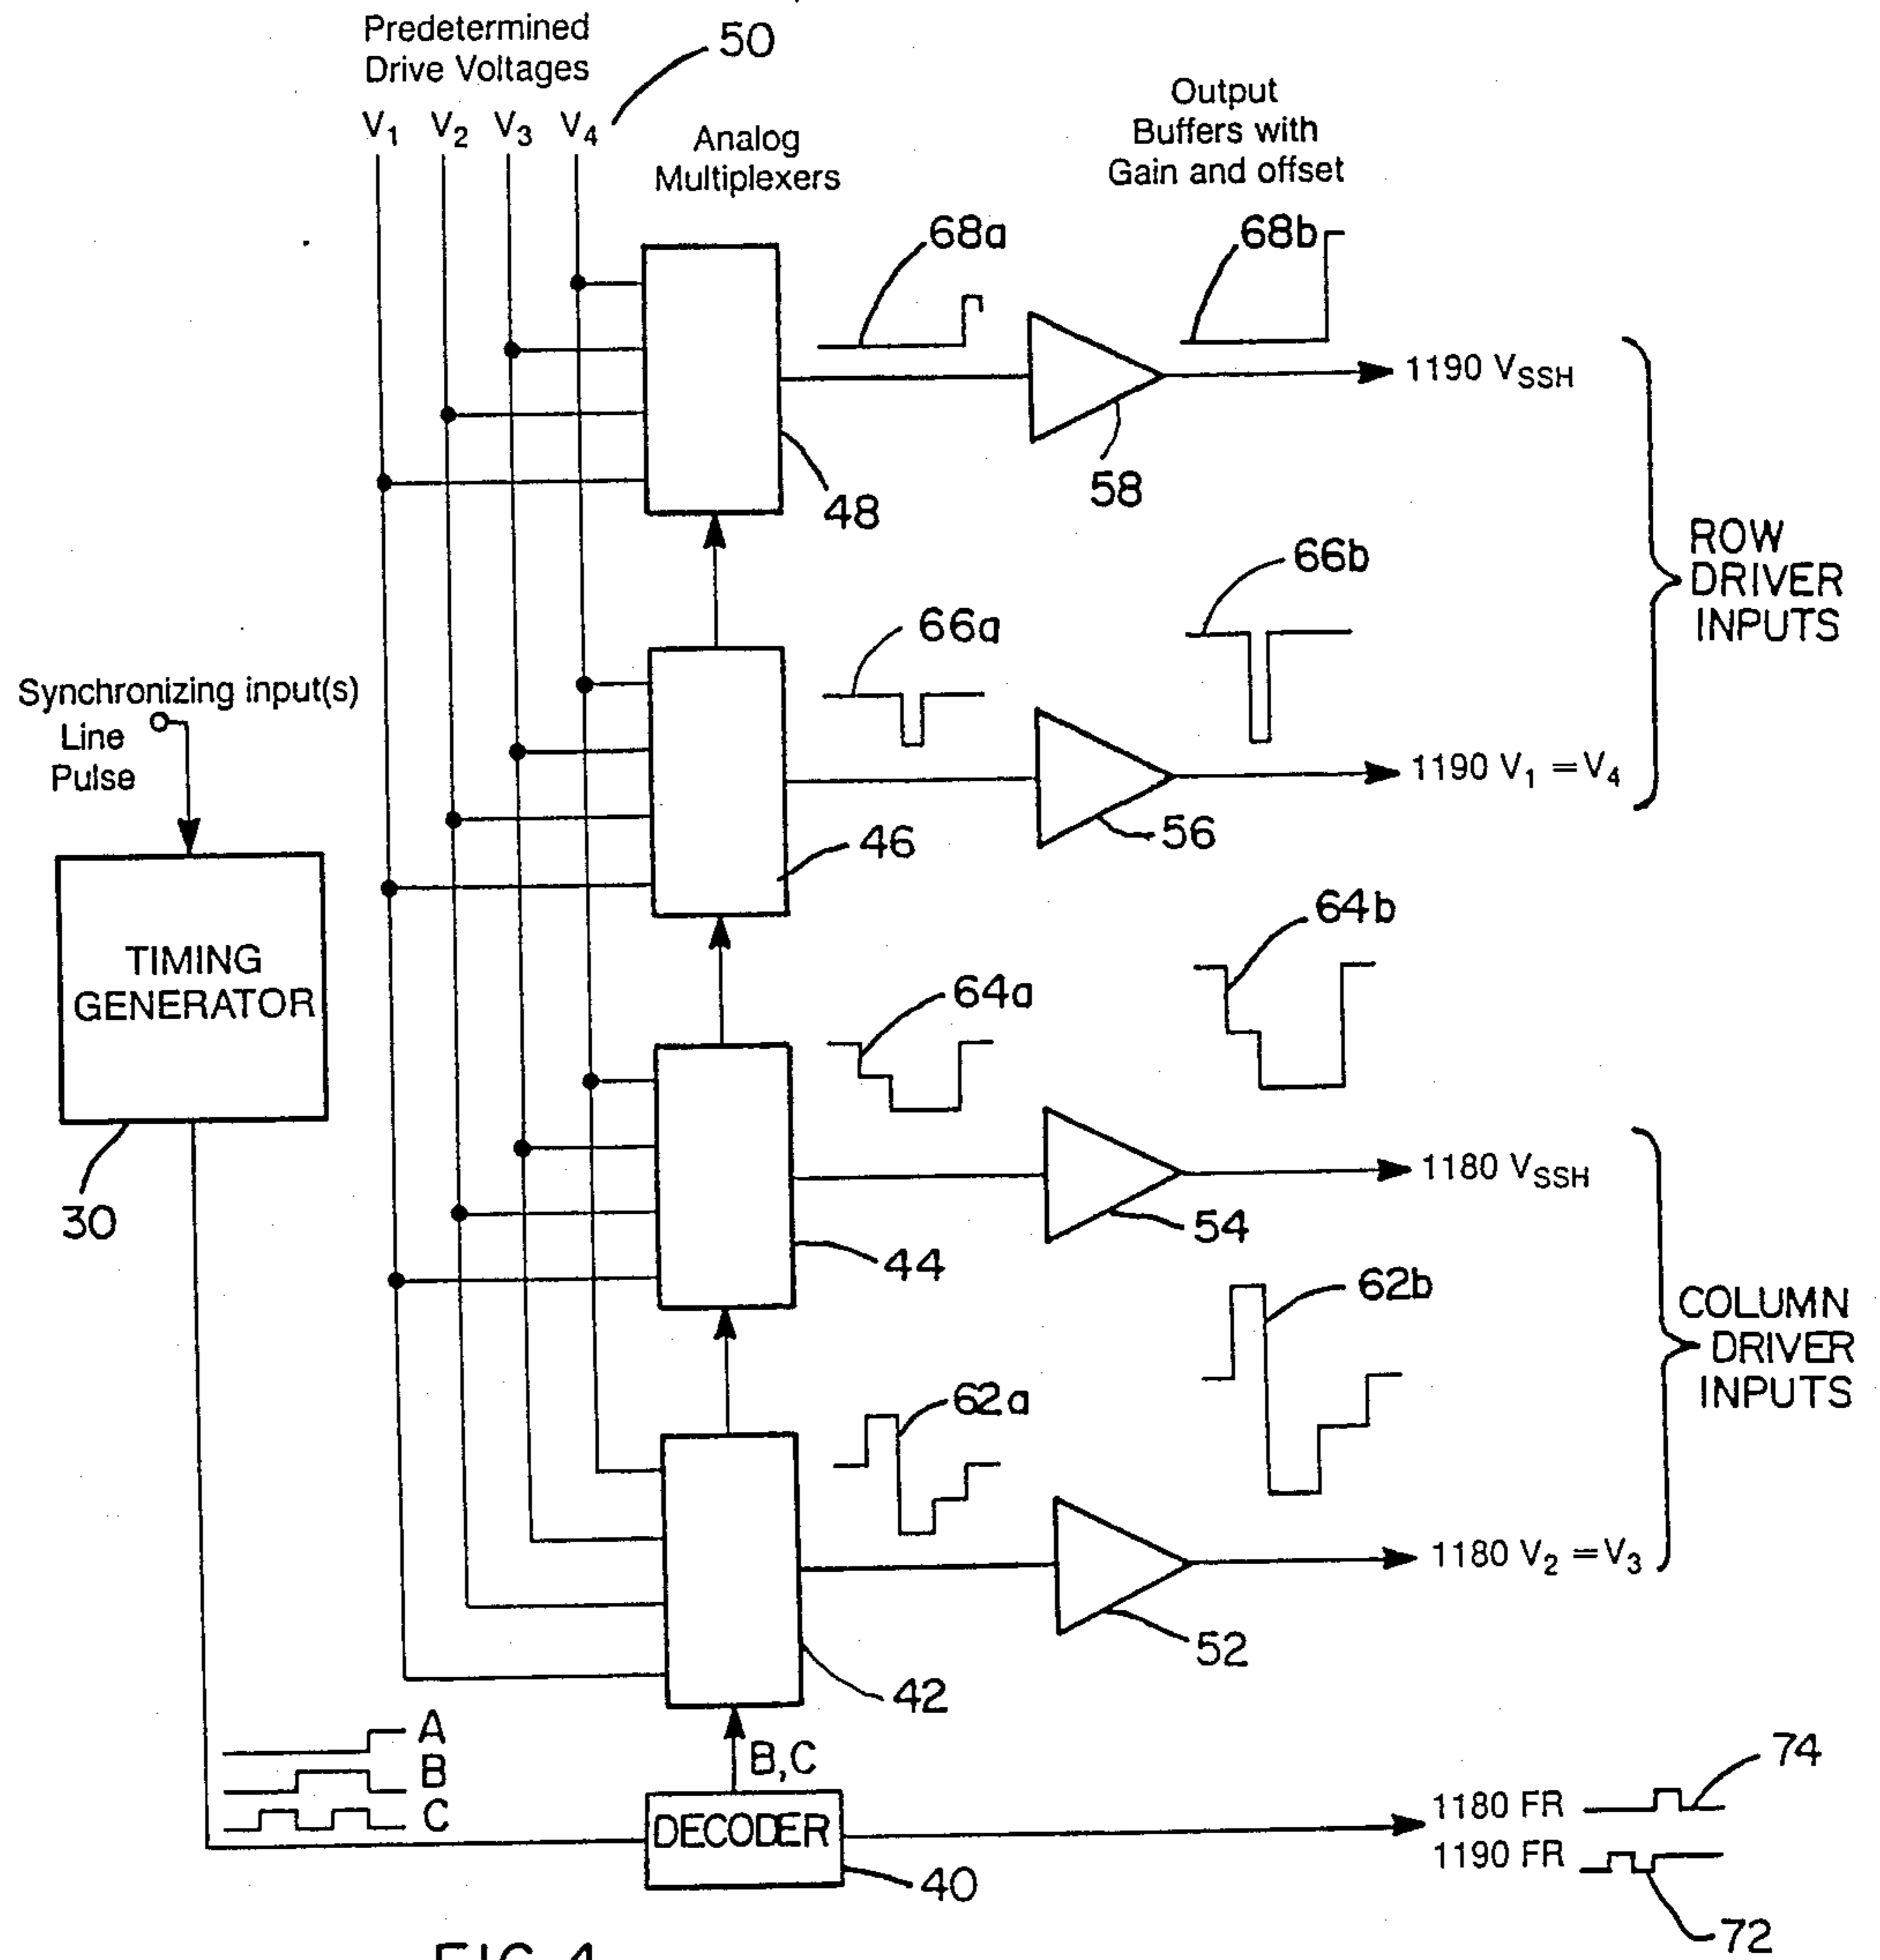 Predetermined
Drive Voltages
50
V1 V2 V3 V4
Analog
Multiplexers
Output
Buffers with
Gain and offset
68a
68b
1190 VSSH
58
48
ROW
DRIVER
INPUTS
66b
66a
Synchronizing input(s)
Line
Pulse
1190 V1 = V4
56
46
64b
TIMING
GENERATOR
64a
30
1180 VSSH
54
44
62b
COLUMN
DRIVER
INPUTS
62a
1180 V2 = V3
52
42
A
B
C
B,C
74
DECODER
1180 FR
1190 FR
40
72
FIG. 4